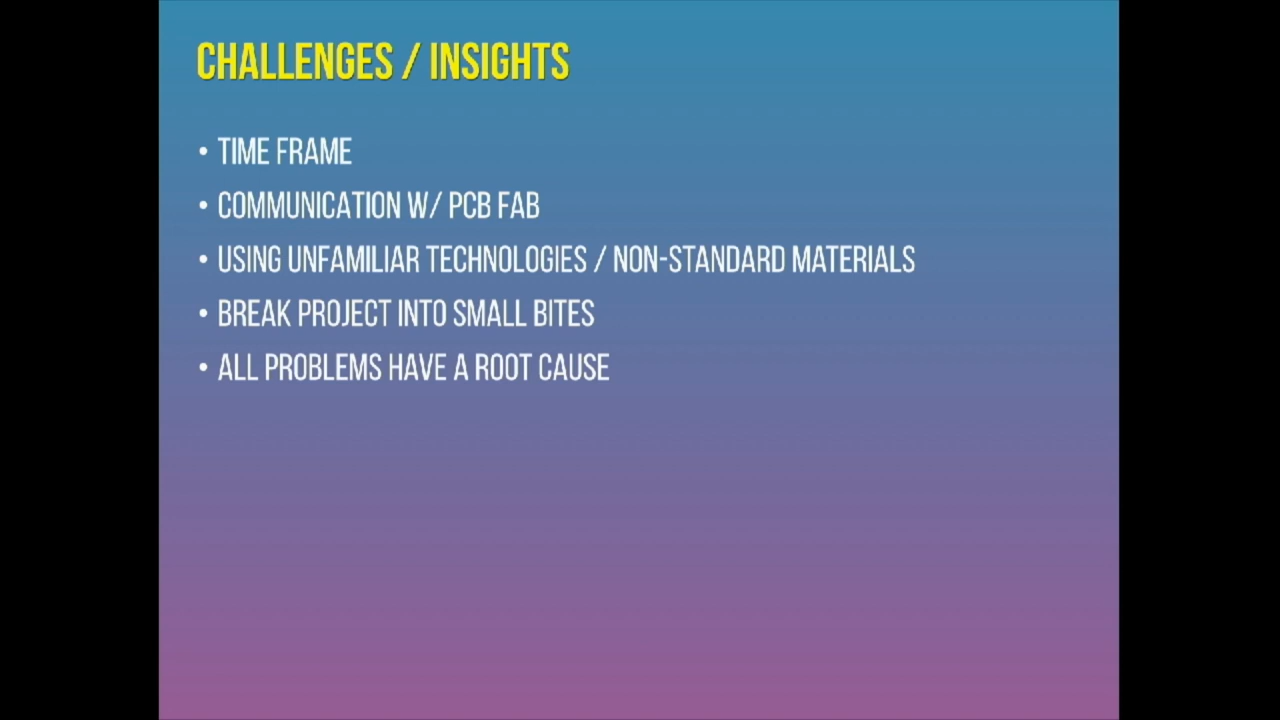 CHALLENGES / INSIGHTS
• TIME FRAME
• COMMUNICATION W/ PCB FAB
• USING UNFAMILIAR TECHNOLOGIES / NON-STANDARD MATERIALS
• BREAK PROJECT INTO SMALL BITES
• ALL PROBLEMS HAVE A ROOT CAUSE